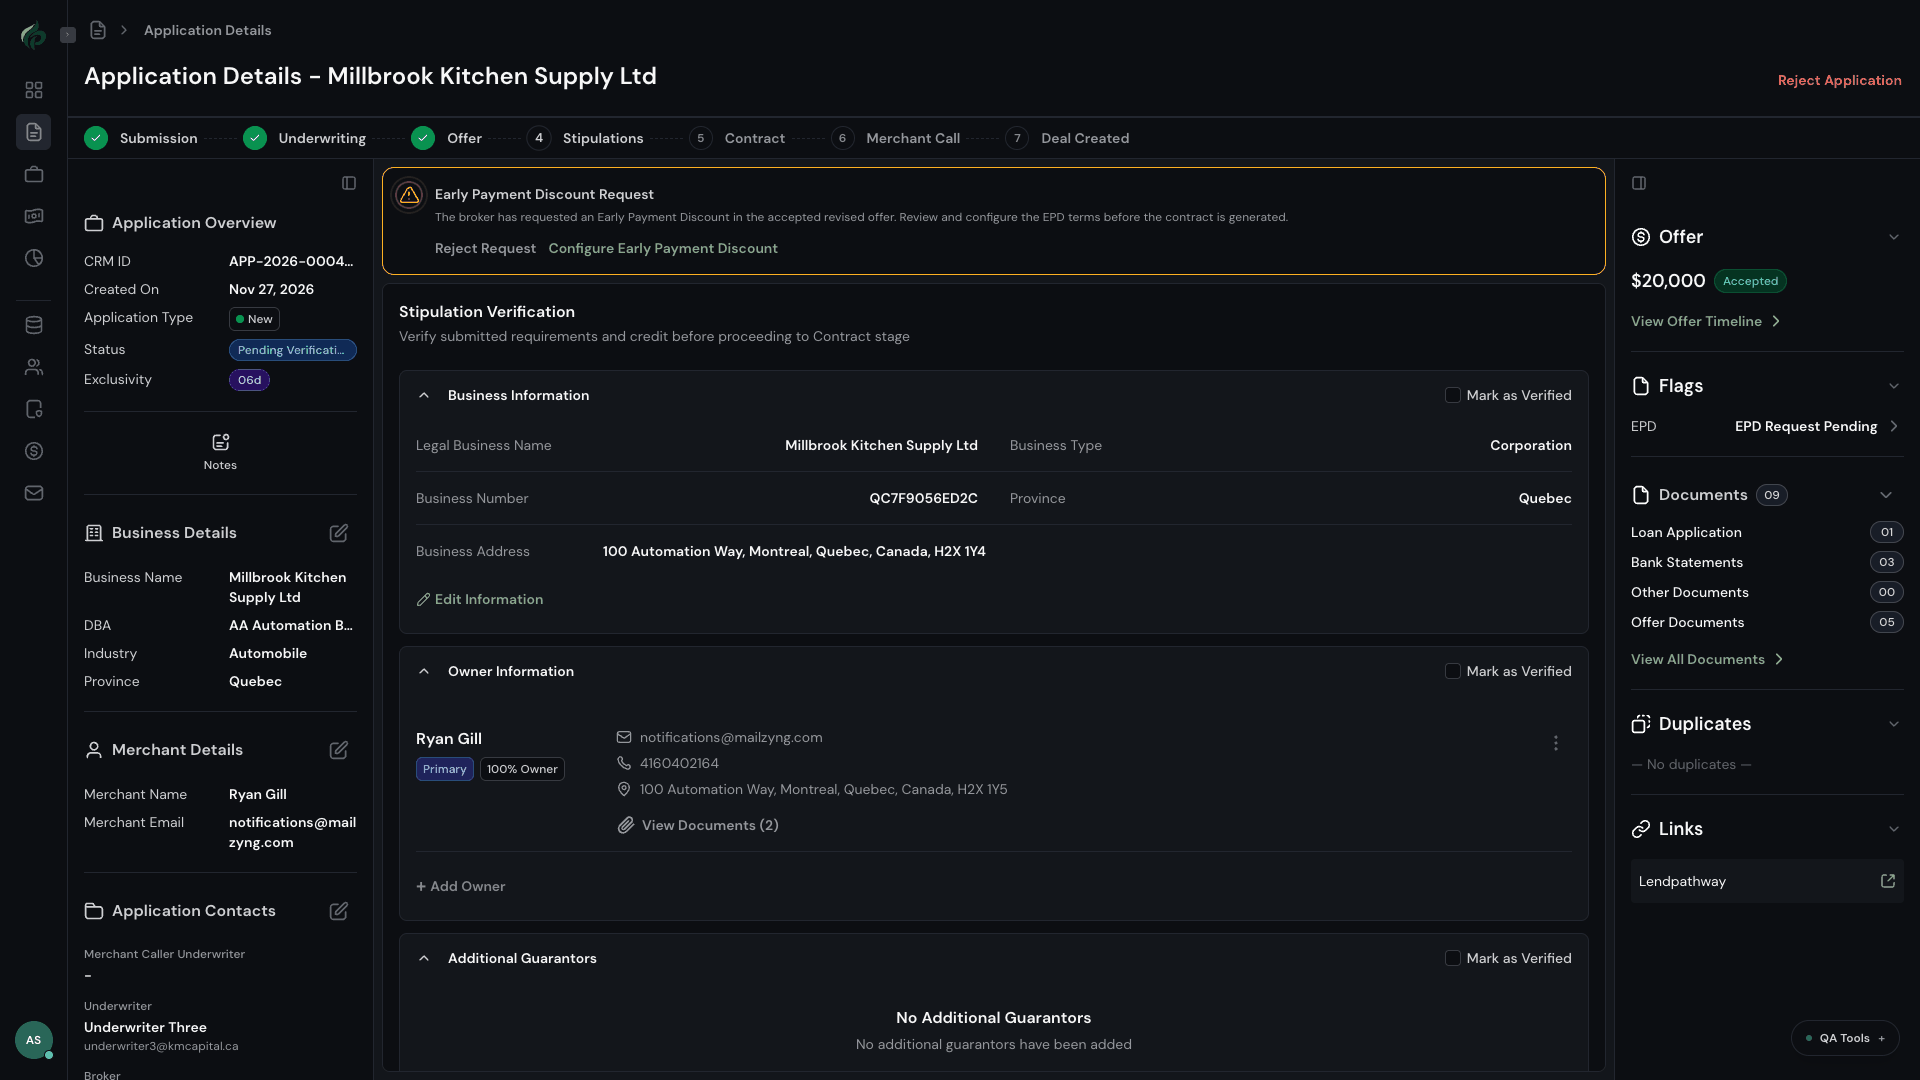 Application Details
Application Details – Millbrook Kitchen Supply Ltd
Reject Application
Submission
Underwriting
Offer
4 Stipulations
5 Contract
6 Merchant Call
7 Deal Created
Application Overview
CRM ID APP-2026-0004...
Created On Nov 27, 2026
Application Type New
Status Pending Verificati...
Exclusivity 06d
Notes
Business Details
Business Name Millbrook Kitchen
Supply Ltd
DBA AA Automation B...
Industry Automobile
Province Quebec
Merchant Details
Merchant Name Ryan Gill
Merchant Email notifications@mail
zyng.com
Application Contacts
Merchant Caller Underwriter
–
Underwriter
Underwriter Three
underwriter3@kmcapital.ca
Broker
AS
Early Payment Discount Request
The broker has requested an Early Payment Discount in the accepted revised offer. Review and configure the EPD terms before the contract is generated.
Reject Request Configure Early Payment Discount
Stipulation Verification
Verify submitted requirements and credit before proceeding to Contract stage
Business Information Mark as Verified
Legal Business Name Millbrook Kitchen Supply Ltd Business Type Corporation
Business Number QC7F9056ED2C Province Quebec
Business Address 100 Automation Way, Montreal, Quebec, Canada, H2X 1Y4
Edit Information
Owner Information Mark as Verified
Ryan Gill
Primary 100% Owner
notifications@mailzyng.com
4160402164
100 Automation Way, Montreal, Quebec, Canada, H2X 1Y5
View Documents (2)
+ Add Owner
Additional Guarantors Mark as Verified
No Additional Guarantors
No additional guarantors have been added
Offer
$20,000 Accepted
View Offer Timeline
Flags
EPD EPD Request Pending
Documents 09
Loan Application 01
Bank Statements 03
Other Documents 00
Offer Documents 05
View All Documents
Duplicates
— No duplicates —
Links
Lendpathway
QA Tools +